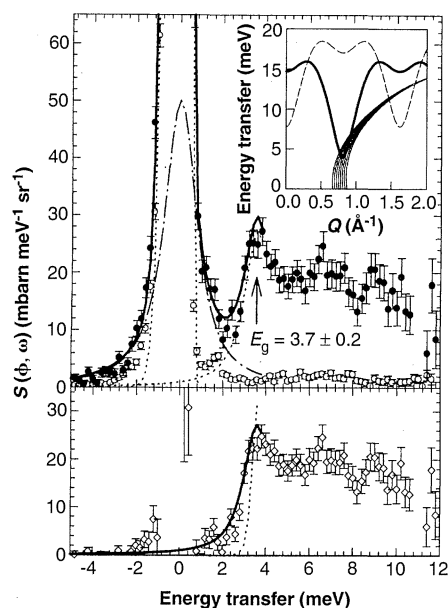 S(ϕ, ω) (mbarn meV⁻¹ sr⁻¹)
60
50
40
30
20
10
0
Energy transfer (meV)
20
15
10
5
0
0.0 0.5 1.0 1.5 2.0
Q (Å⁻¹)
E_g = 3.7 ± 0.2
30
20
10
0
-4 -2 0 2 4 6 8 10 12
Energy transfer (meV)